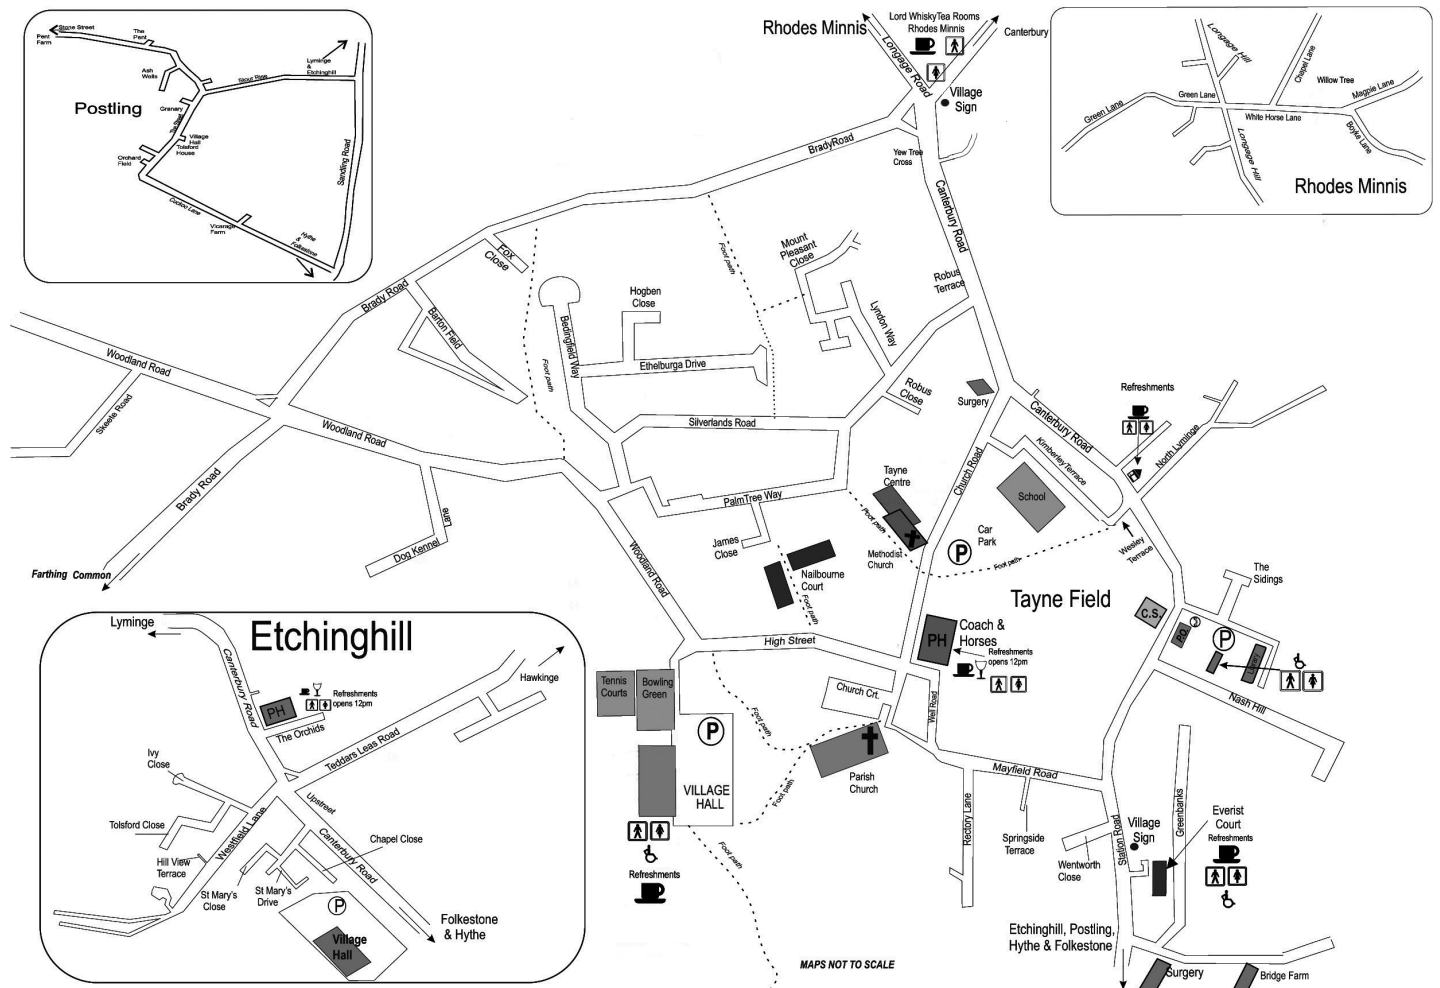 Stone Street
Pent
Farm
The
Pent
Ash
Wells
Lyminge
&
Etchinghill
Stour Rise
Postling
Granary
The Street
Village
Hall
Tolsford
House
Orchard
Field
Cuckoo Lane
Vicarage
Farm
Hythe
&
Folkestone
Sandling Road
Rhodes Minnis
Lord WhiskyTea Rooms
Rhodes Minnis
Canterbury
Longage Road
Village
Sign
BradyRoad
Yew Tree
Cross
Canterbury Road
Longage Hill
Chapel Lane
Willow Tree
Magpie Lane
Green Lane
Green Lane
White Horse Lane
Boyke Lane
Longage Hill
Rhodes Minnis
Fox
Close
Foot path
Mount
Pleasant
Close
Robus
Terrace
Brady Road
Barton Field
Hogben
Close
Bedingfield Way
Lyndon Way
Woodland Road
Foot path
Ethelburga Drive
Skeete Road
Robus
Close
Surgery
Refreshments
Woodland Road
Silverlands Road
Canterbury Road
KimberleyTerrace
North Lyminge
Church Road
Brady Road
Tayne
Centre
School
PalmTree Way
Lane
Dog Kennel
Foot path
James
Close
Methodist
Church
Car
Park
P
Foot path
Wesley
Terrace
Farthing Common
Woodland Road
Nailbourne
Court
Foot path
The
Sidings
Tayne Field
C.S.
P.O.
P
Library
Coach &
Horses
PH
Refreshments
opens 12pm
High Street
Nash Hill
Tennis
Courts
Bowling
Green
P
VILLAGE
HALL
Refreshments
Foot path
Church Crt.
Well Road
Foot path
Parish
Church
Foot path
Mayfield Road
Rectory Lane
Springside
Terrace
Wentworth
Close
Station Road
Village
Sign
Greenbanks
Everist
Court
Refreshments
Etchinghill, Postling,
Hythe & Folkestone
Surgery
Bridge Farm
MAPS NOT TO SCALE
Lyminge
Etchinghill
Hawkinge
Canterbury Road
PH
Refreshments
opens 12pm
The Orchids
Teddars Leas Road
Ivy
Close
Upstreet
Tolsford Close
Westfield Lane
Canterbury Road
Chapel Close
Hill View
Terrace
St Mary's
Close
St Mary's
Drive
P
Village
Hall
Folkestone
& Hythe